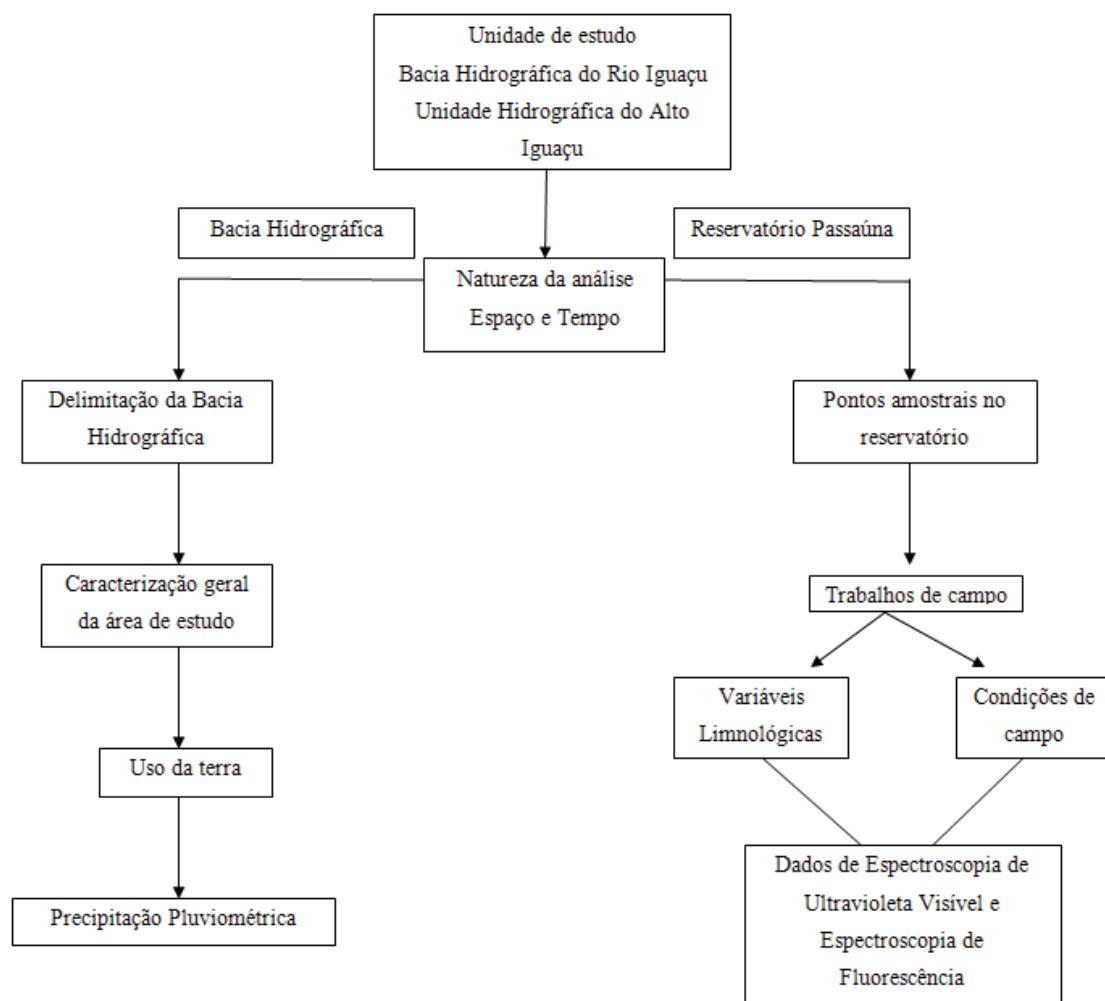 Unidade de estudo
Bacia Hidrográfica do Rio Iguaçu
Unidade Hidrográfica do Alto
Iguaçu
Bacia Hidrográfica
Reservatório Passaúna
Natureza da análise
Espaço e Tempo
Delimitação da Bacia
Hidrográfica
Pontos amostrais no
reservatório
Caracterização geral
da área de estudo
Trabalhos de campo
Variáveis
Limnológicas
Condições de
campo
Uso da terra
Precipitação Pluviométrica
Dados de Espectroscopia de
Ultravioleta Visível e
Espectroscopia de
Fluorescência